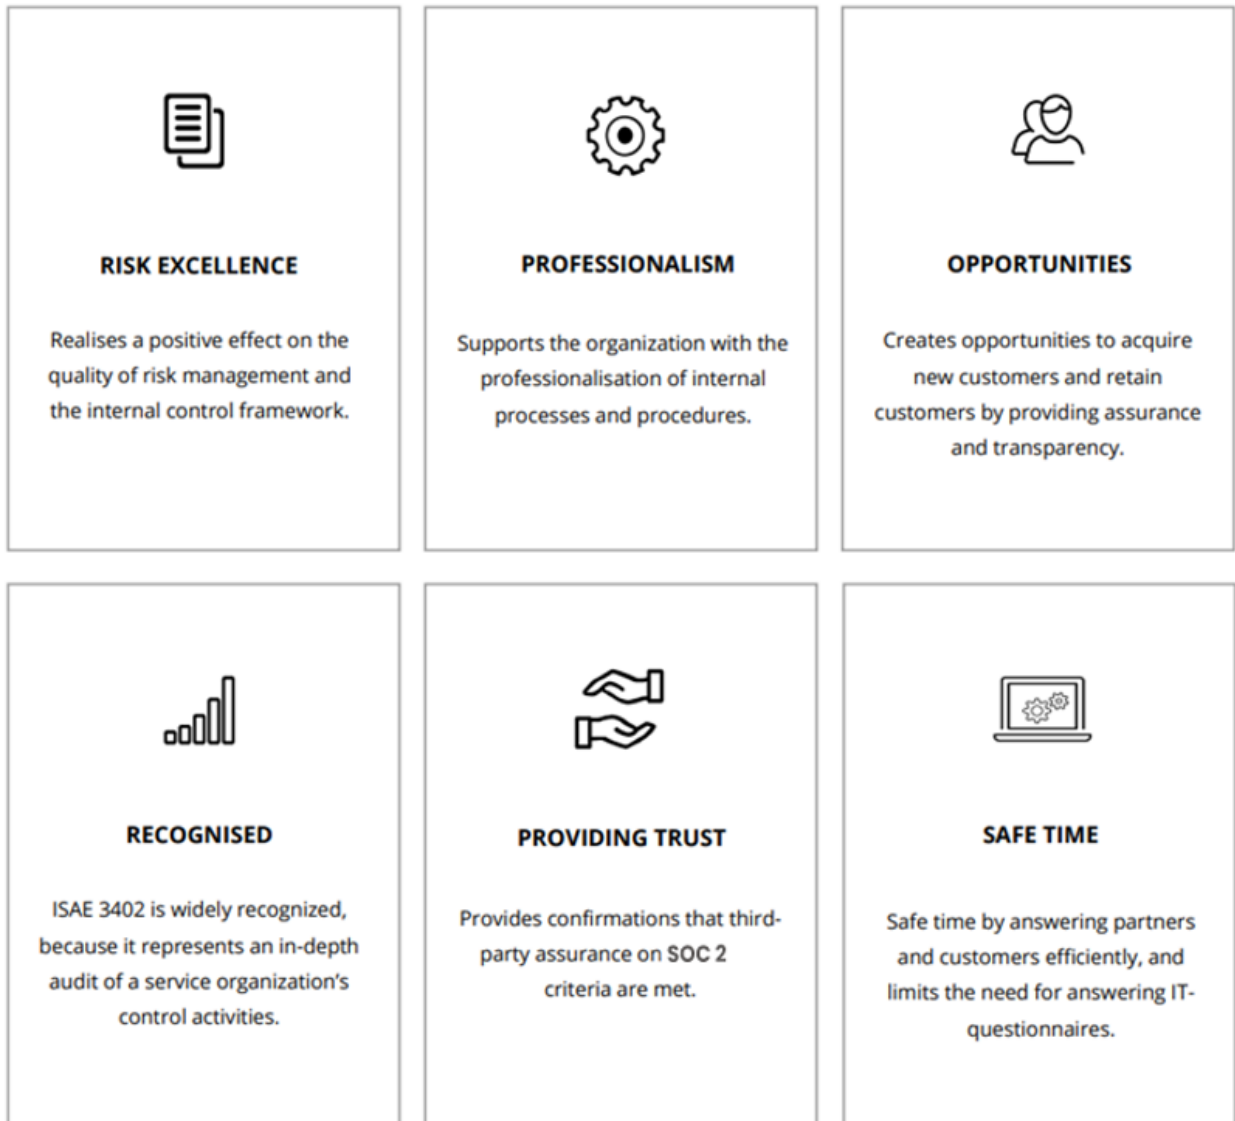 RISK EXCELLENCE
Realises a positive effect on the
quality of risk management and
the internal control framework.
PROFESSIONALISM
Supports the organization with the
professionalisation of internal
processes and procedures.
OPPORTUNITIES
Creates opportunities to acquire
new customers and retain
customers by providing assurance
and transparency.
RECOGNISED
ISAE 3402 is widely recognized,
because it represents an in-depth
audit of a service organization's
control activities.
PROVIDING TRUST
Provides confirmations that third-
party assurance on SOC 2
criteria are met.
SAFE TIME
Safe time by answering partners
and customers efficiently, and
limits the need for answering IT-
questionnaires.